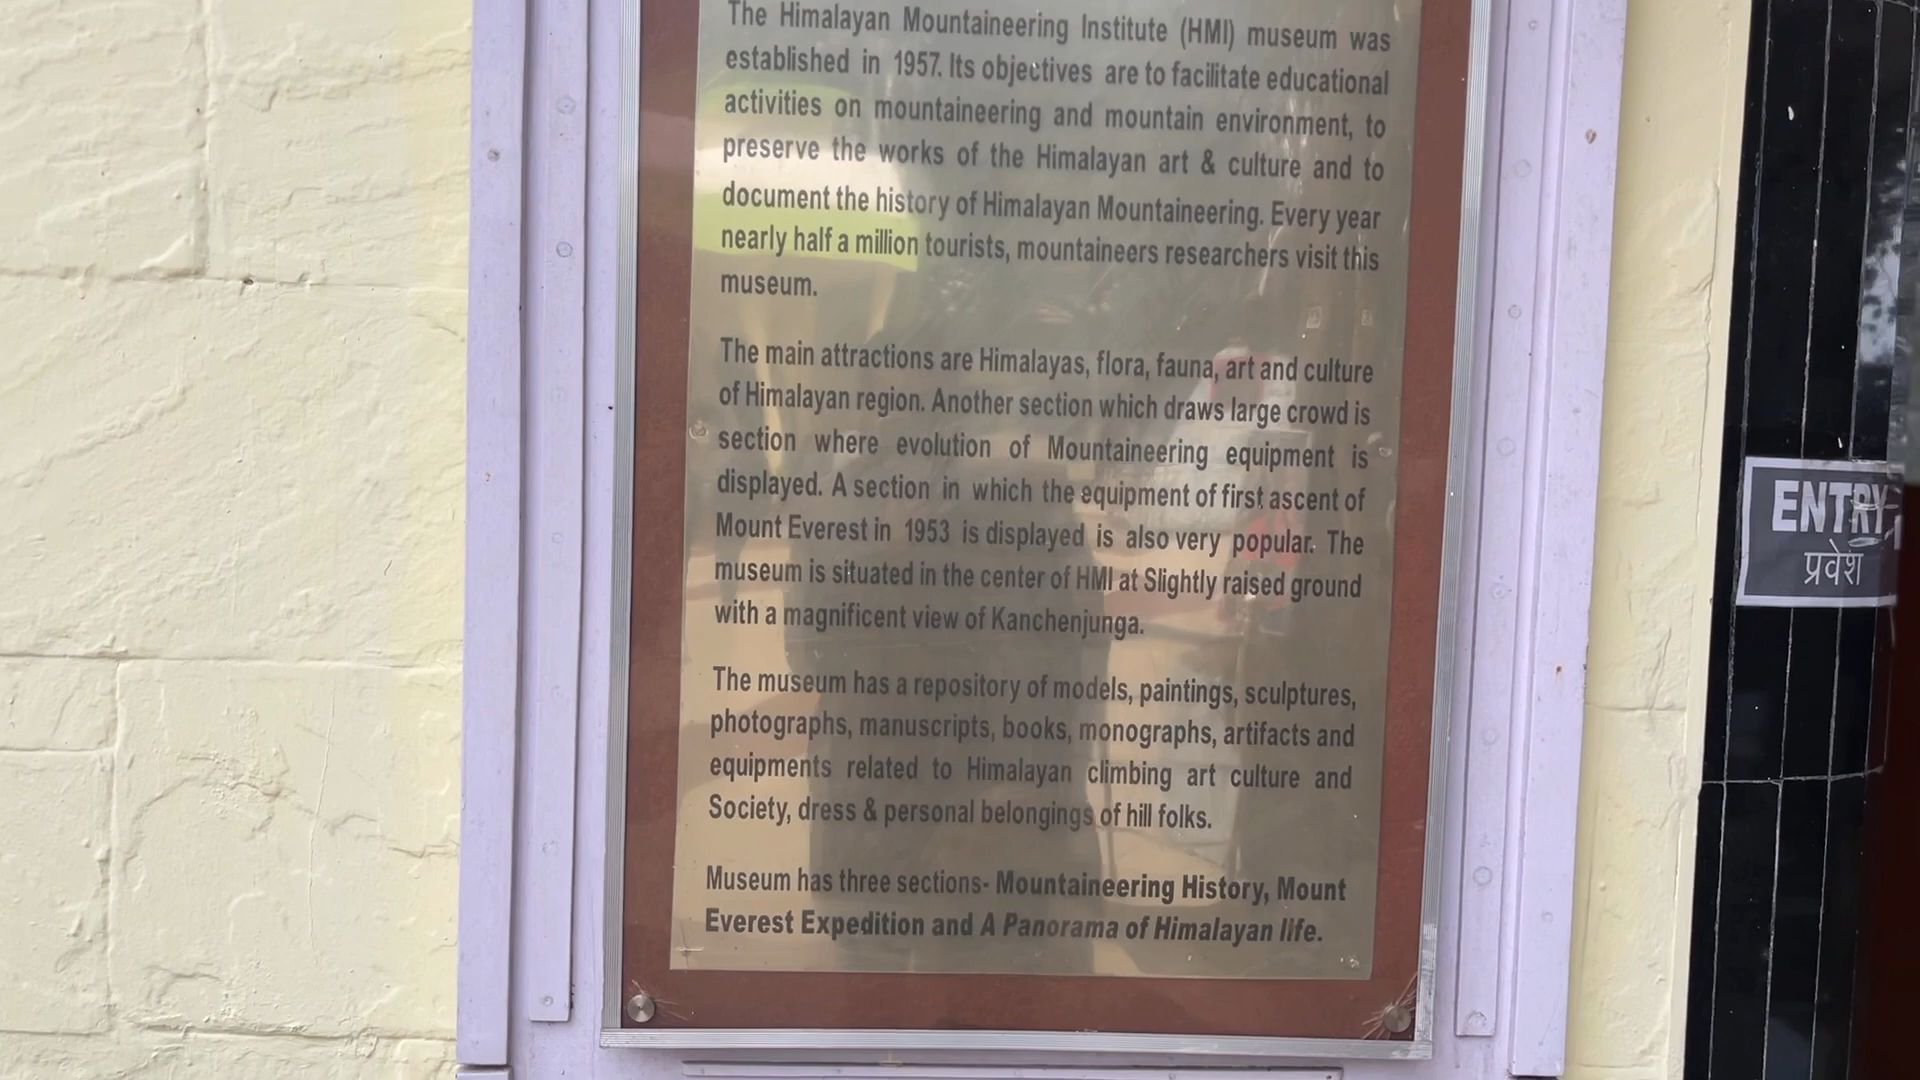 The Himalayan Mountaineering Institute (HMI) museum was
established in 1957. Its objectives are to facilitate educational
activities on mountaineering and mountain environment, to
preserve the works of the Himalayan art & culture and to
document the history of Himalayan Mountaineering. Every year
nearly half a million tourists, mountaineers researchers visit this
museum.
The main attractions are Himalayas, flora, fauna, art and culture
of Himalayan region. Another section which draws large crowd is
section where evolution of Mountaineering equipment is
displayed. A section in which the equipment of first ascent of
Mount Everest in 1953 is displayed is also very popular. The
museum is situated in the center of HMI at Slightly raised ground
with a magnificent view of Kanchenjunga.
The museum has a repository of models, paintings, sculptures,
photographs, manuscripts, books, monographs, artifacts and
equipments related to Himalayan climbing art culture and
Society, dress & personal belongings of hill folks.
Museum has three sections- Mountaineering History, Mount
Everest Expedition and A Panorama of Himalayan life.
ENTRY
प्रवेश